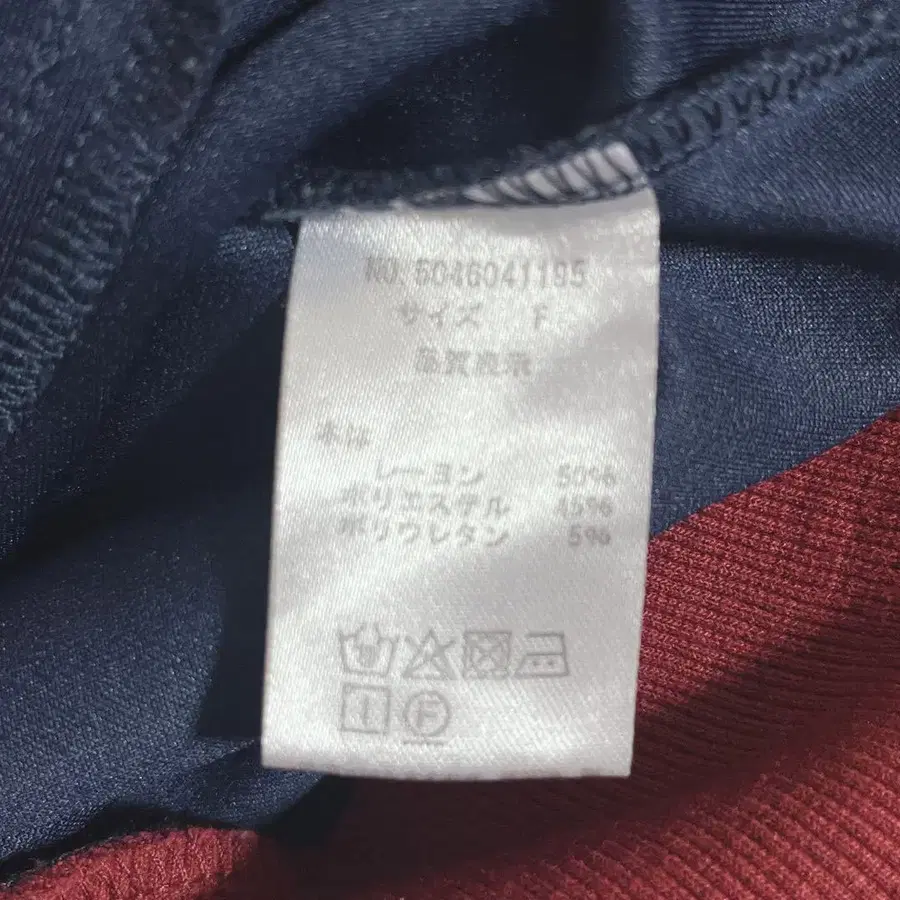 NO. 5046041195
サイズ F
品質表示
本体
レーヨン 50%
ポリエステル 45%
ポリウレタン 5%
F